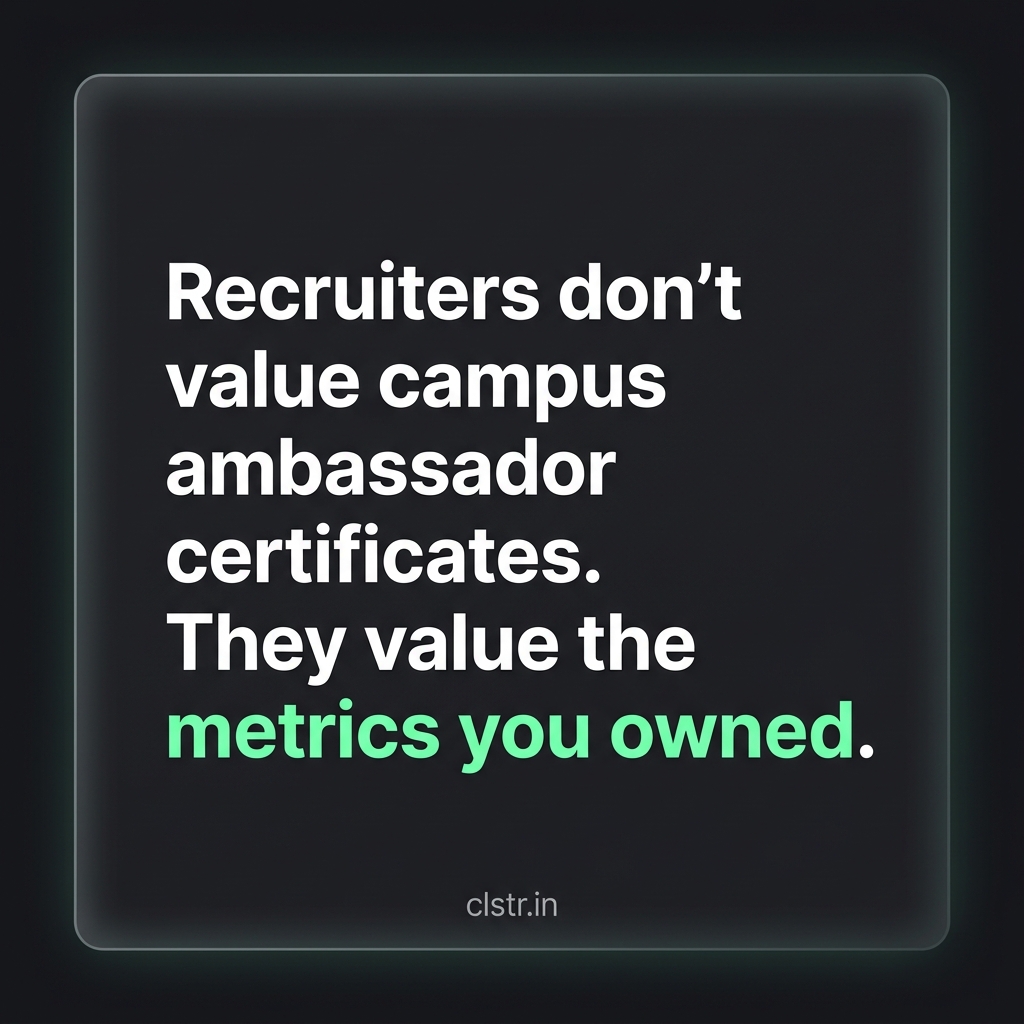 Recruiters don’t
value campus
ambassador
certificates.
They value the
metrics you owned.
clstr.in